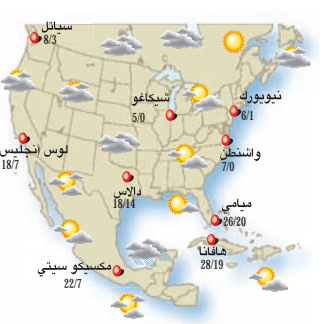 سياتل
8/3
شيكاغو
5/0
نيويورك
6/1
لوس انجليس
18/7
واشنطن
7/0
دالاس
18/14
ميامي
26/20
هافانا
28/19
مكسيكو سيتي
22/7